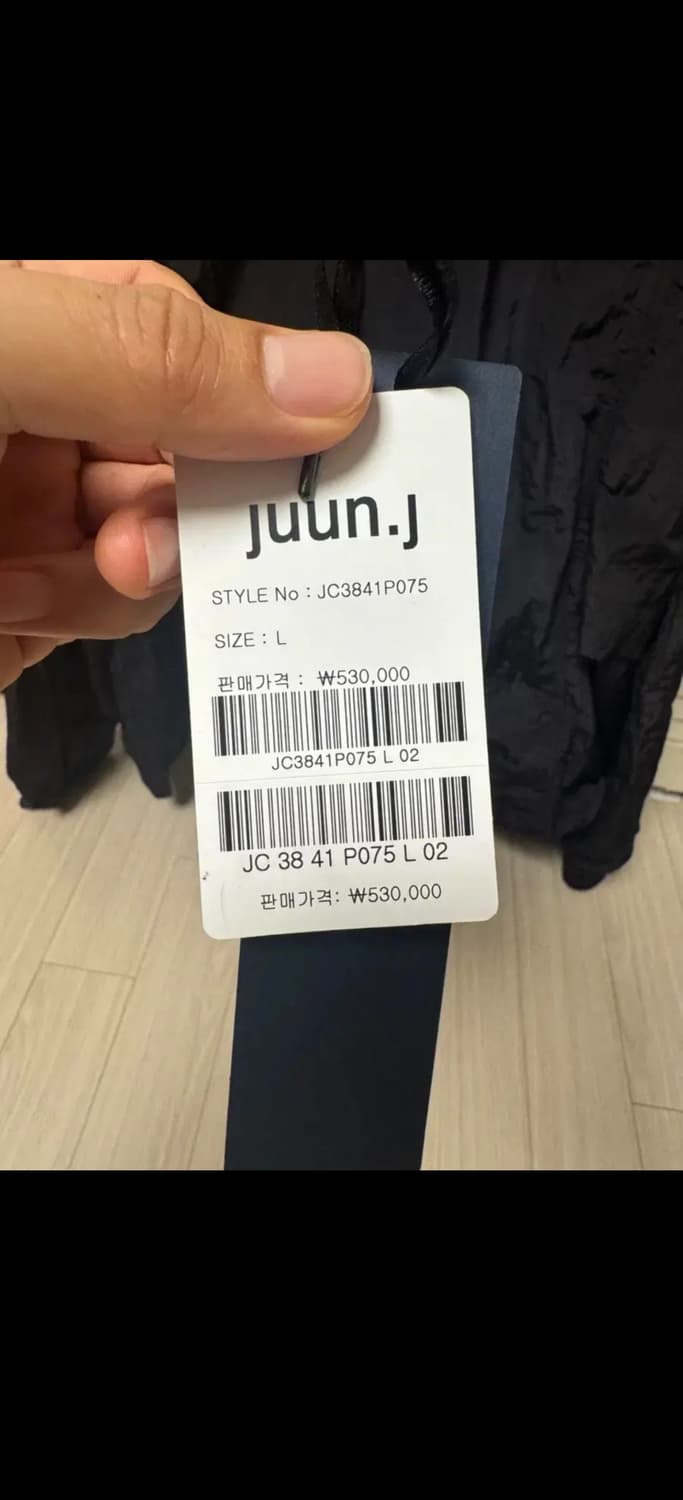 juun.j
STYLE No : JC3841P075
SIZE : L
판매가격 : ₩530,000
JC3841P075 L 02
JC 38 41 P075 L 02
판매가격: ₩530,000